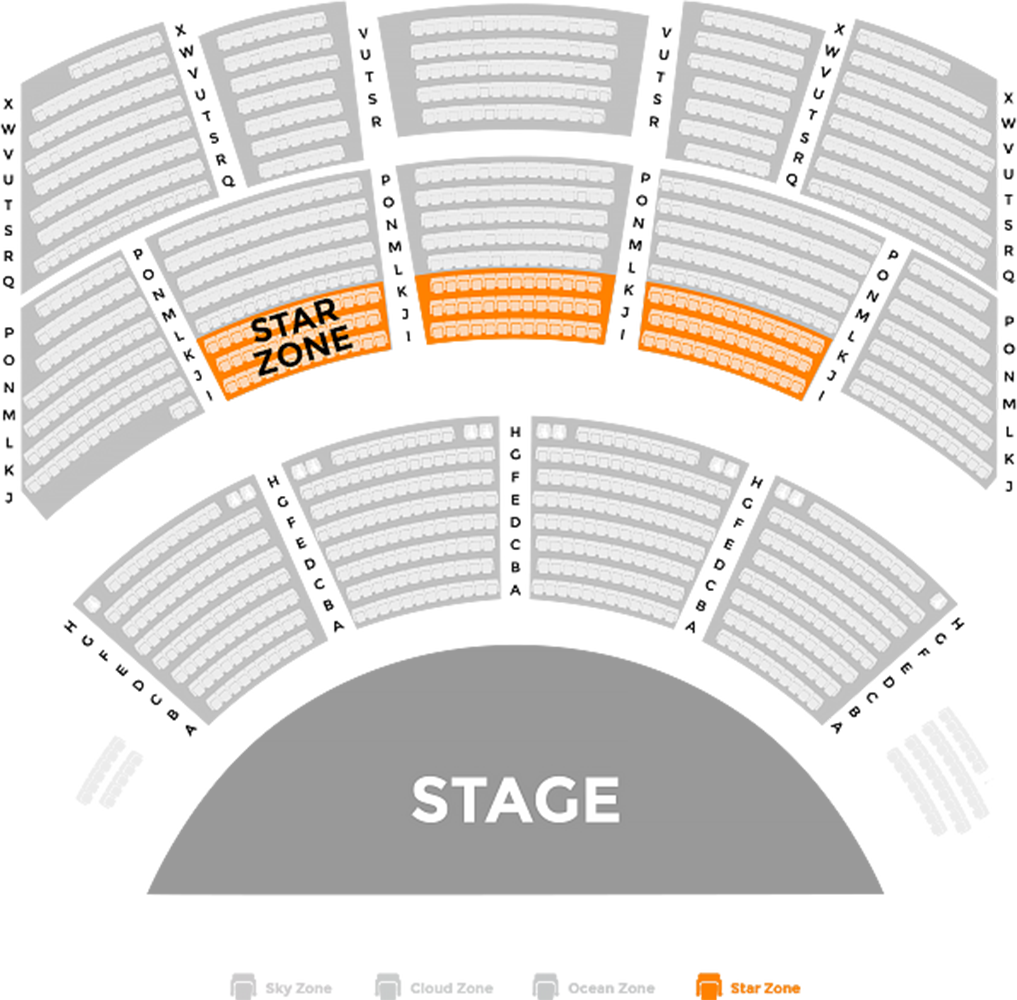 X W V U T S R Q
X W V U T S R Q
V U T S R
V U T S R
X W V U T S R Q
X W V U T S R Q
P O N M L K J
P O N M L K J I
P O N M L K J I
P O N M L K J I
P O N M L K J I
P O N M L K J
STAR
ZONE
H G F E D C B A
H G F E D C B A
H G F E D C B A
H G F E D C B A
H G F E D C B A
STAGE
Sky Zone
Cloud Zone
Ocean Zone
Star Zone